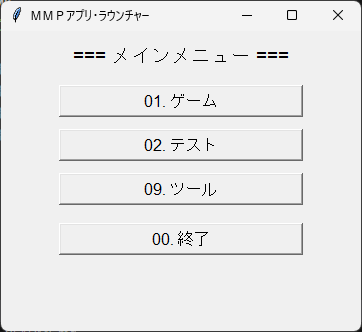 ＭＭＰアプリ・ラウンチャー
=== メインメニュー ===
01. ゲーム
02. テスト
09. ツール
00. 終了